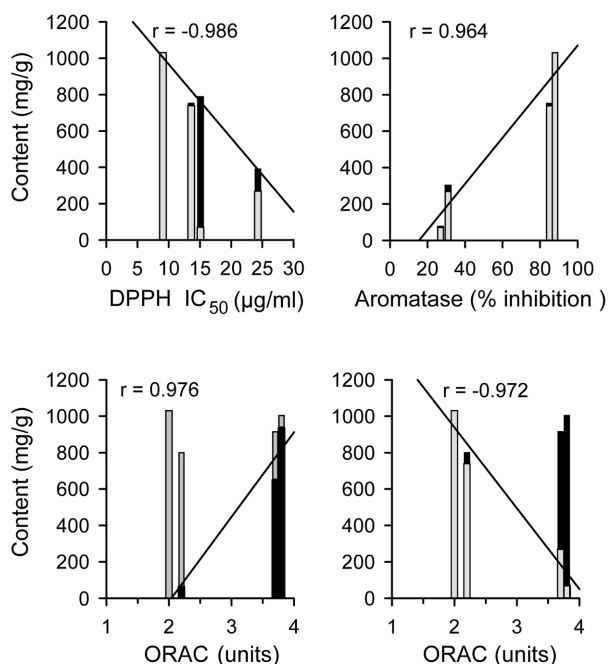 r = -0.986
Content (mg/g)
1200
1000
800
600
400
200
0
0 5 10 15 20 25 30
DPPH IC50 (µg/ml)
r = 0.964
1200
1000
800
600
400
200
0
0 20 40 60 80 100
Aromatase (% inhibition )
r = 0.976
Content (mg/g)
1200
1000
800
600
400
200
0
1 2 3 4
ORAC (units)
r = -0.972
1200
1000
800
600
400
200
0
1 2 3 4
ORAC (units)